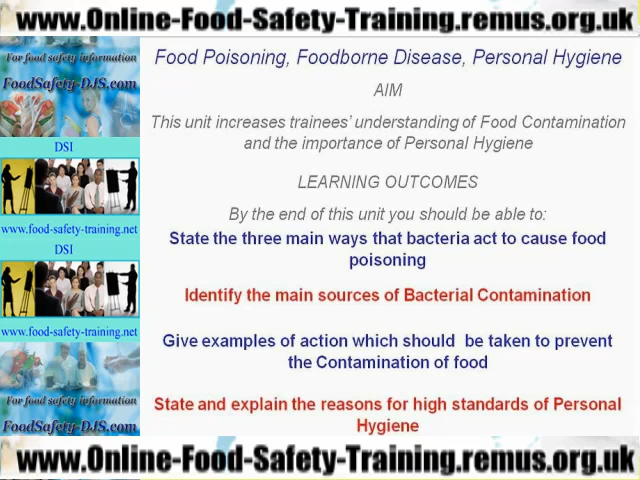 www.Online-Food-Safety-Training.remus.org.uk
For food safety information
FoodSafety-DJS.com
DSI
www.food-safety-training.net
DSI
www.food-safety-training.net
For food safety information
FoodSafety-DJS.com
Food Poisoning, Foodborne Disease, Personal Hygiene
AIM
This unit increases trainees' understanding of Food Contamination
and the importance of Personal Hygiene
LEARNING OUTCOMES
By the end of this unit you should be able to:
State the three main ways that bacteria act to cause food
poisoning
Identify the main sources of Bacterial Contamination
Give examples of action which should be taken to prevent
the Contamination of food
State and explain the reasons for high standards of Personal
Hygiene
www.Online-Food-Safety-Training.remus.org.uk